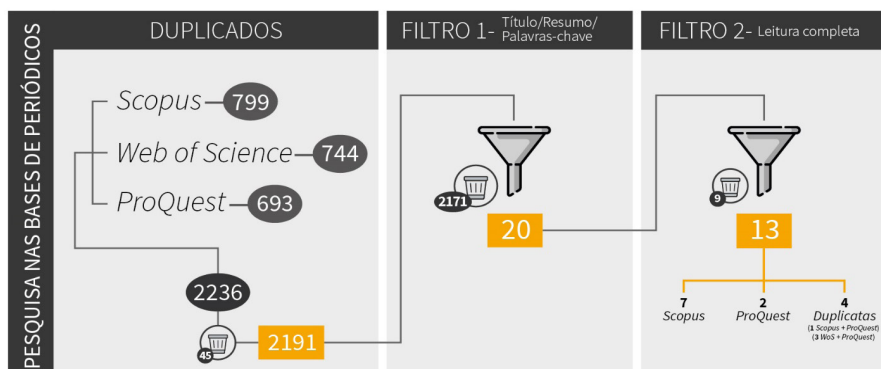 PESQUISA NAS BASES DE PERIÓDICOS
DUPLICADOS
Scopus 799
Web of Science 744
ProQuest 693
2236
45
2191
FILTRO 1- Título/Resumo/
Palavras-chave
2171
20
FILTRO 2- Leitura completa
9
13
7
Scopus
2
ProQuest
4
Duplicatas
(1 Scopus + ProQuest)
(3 WoS + ProQuest)